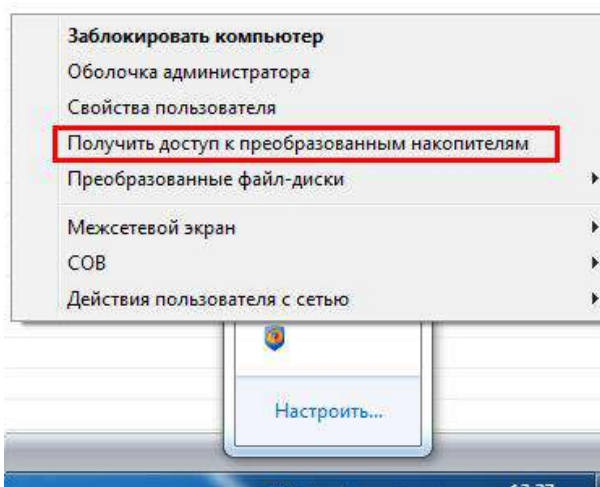 Заблокировать компьютер
Оболочка администратора
Свойства пользователя
Получить доступ к преобразованным накопителям
Преобразованные файл-диски
Межсетевой экран
СОВ
Действия пользователя с сетью
Настроить...